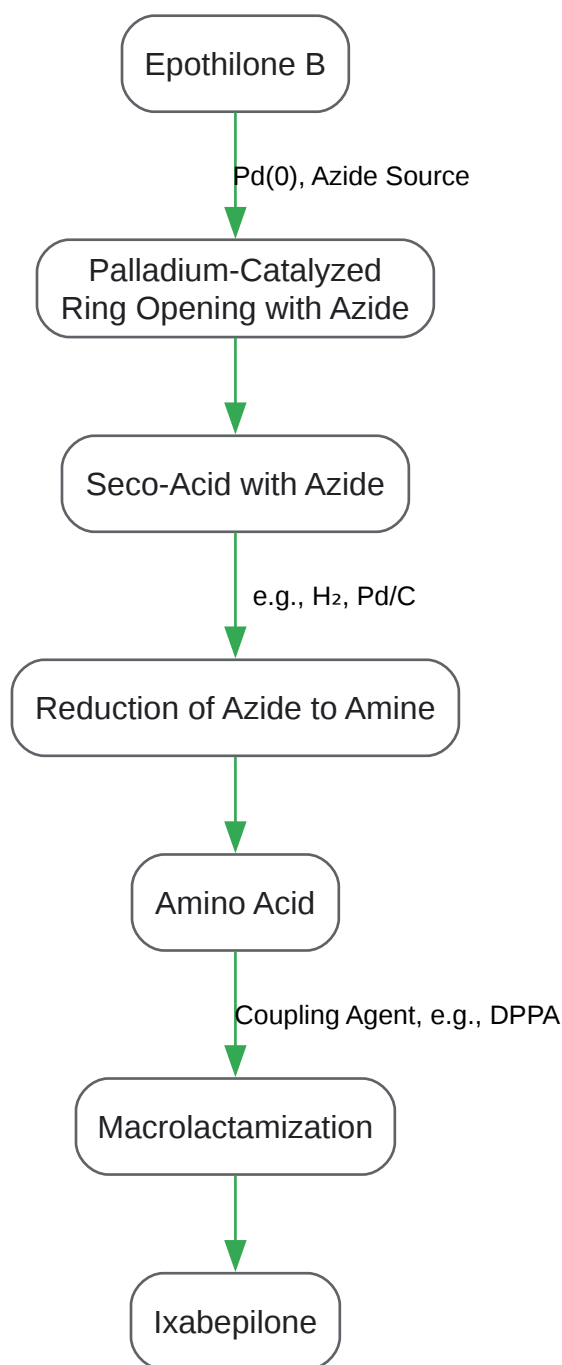 Epothilone B
Pd(0), Azide Source
Palladium-Catalyzed
Ring Opening with Azide
Seco-Acid with Azide
e.g., H₂, Pd/C
Reduction of Azide to Amine
Amino Acid
Coupling Agent, e.g., DPPA
Macrolactamization
Ixabepilone